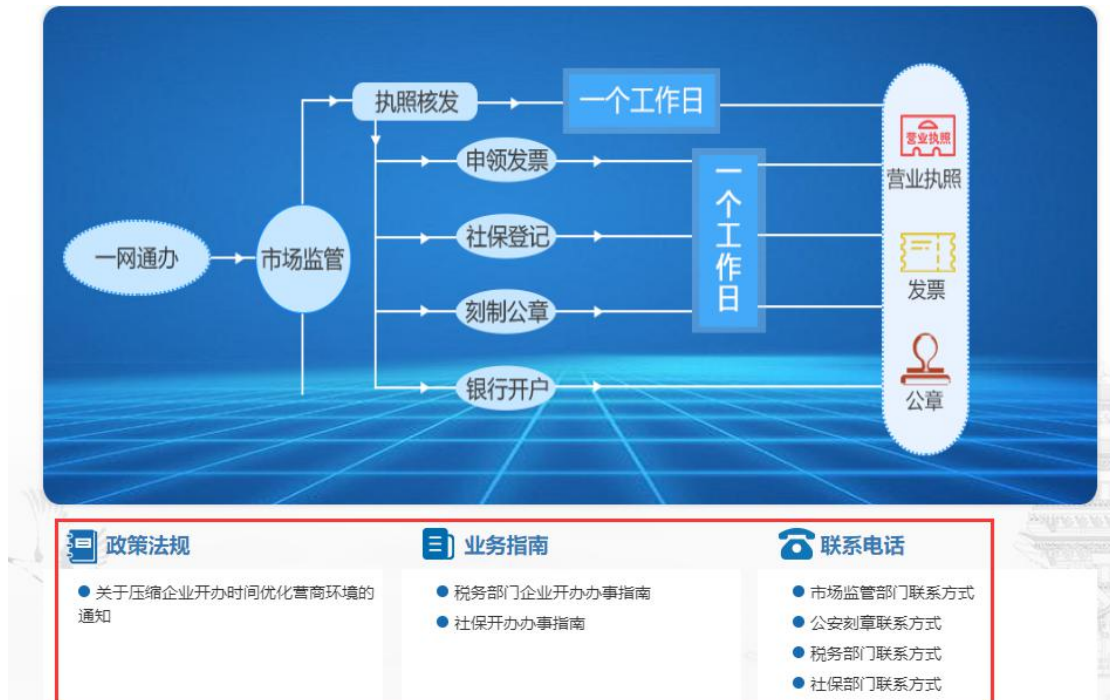 执照核发
一个工作日
申领发票
一个工作日
营业执照
营业执照
社保登记
一网通办
市场监管
发票
刻制公章
银行开户
公章
政策法规
关于压缩企业开办时间优化营商环境的
通知
业务指南
税务部门企业开办办事指南
社保开办办事指南
联系电话
市场监管部门联系方式
公安刻章联系方式
税务部门联系方式
社保部门联系方式